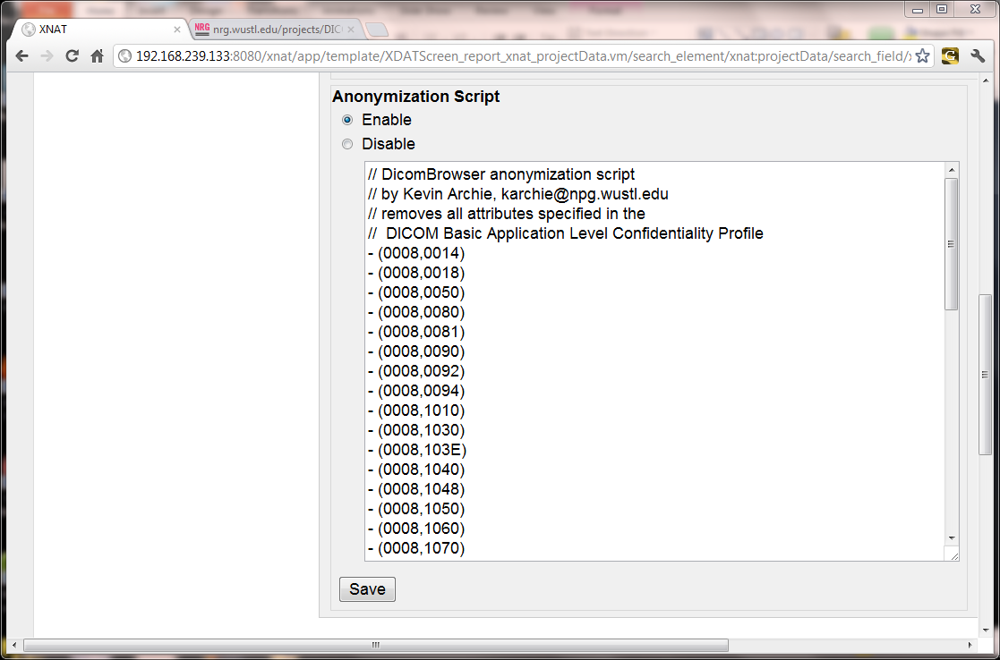 XNAT
NRG nrg.wustl.edu/projects/DIC
192.168.239.133:8080/xnat/app/template/XDATScreen_report_xnat_projectData.vm/search_element/xnat:projectData/search_field/
G
Anonymization Script
Enable
Disable
// DicomBrowser anonymization script
// by Kevin Archie, karchie@npg.wustl.edu
// removes all attributes specified in the
//  DICOM Basic Application Level Confidentiality Profile
- (0008,0014)
- (0008,0018)
- (0008,0050)
- (0008,0080)
- (0008,0081)
- (0008,0090)
- (0008,0092)
- (0008,0094)
- (0008,1010)
- (0008,1030)
- (0008,103E)
- (0008,1040)
- (0008,1048)
- (0008,1050)
- (0008,1060)
- (0008,1070)
Save